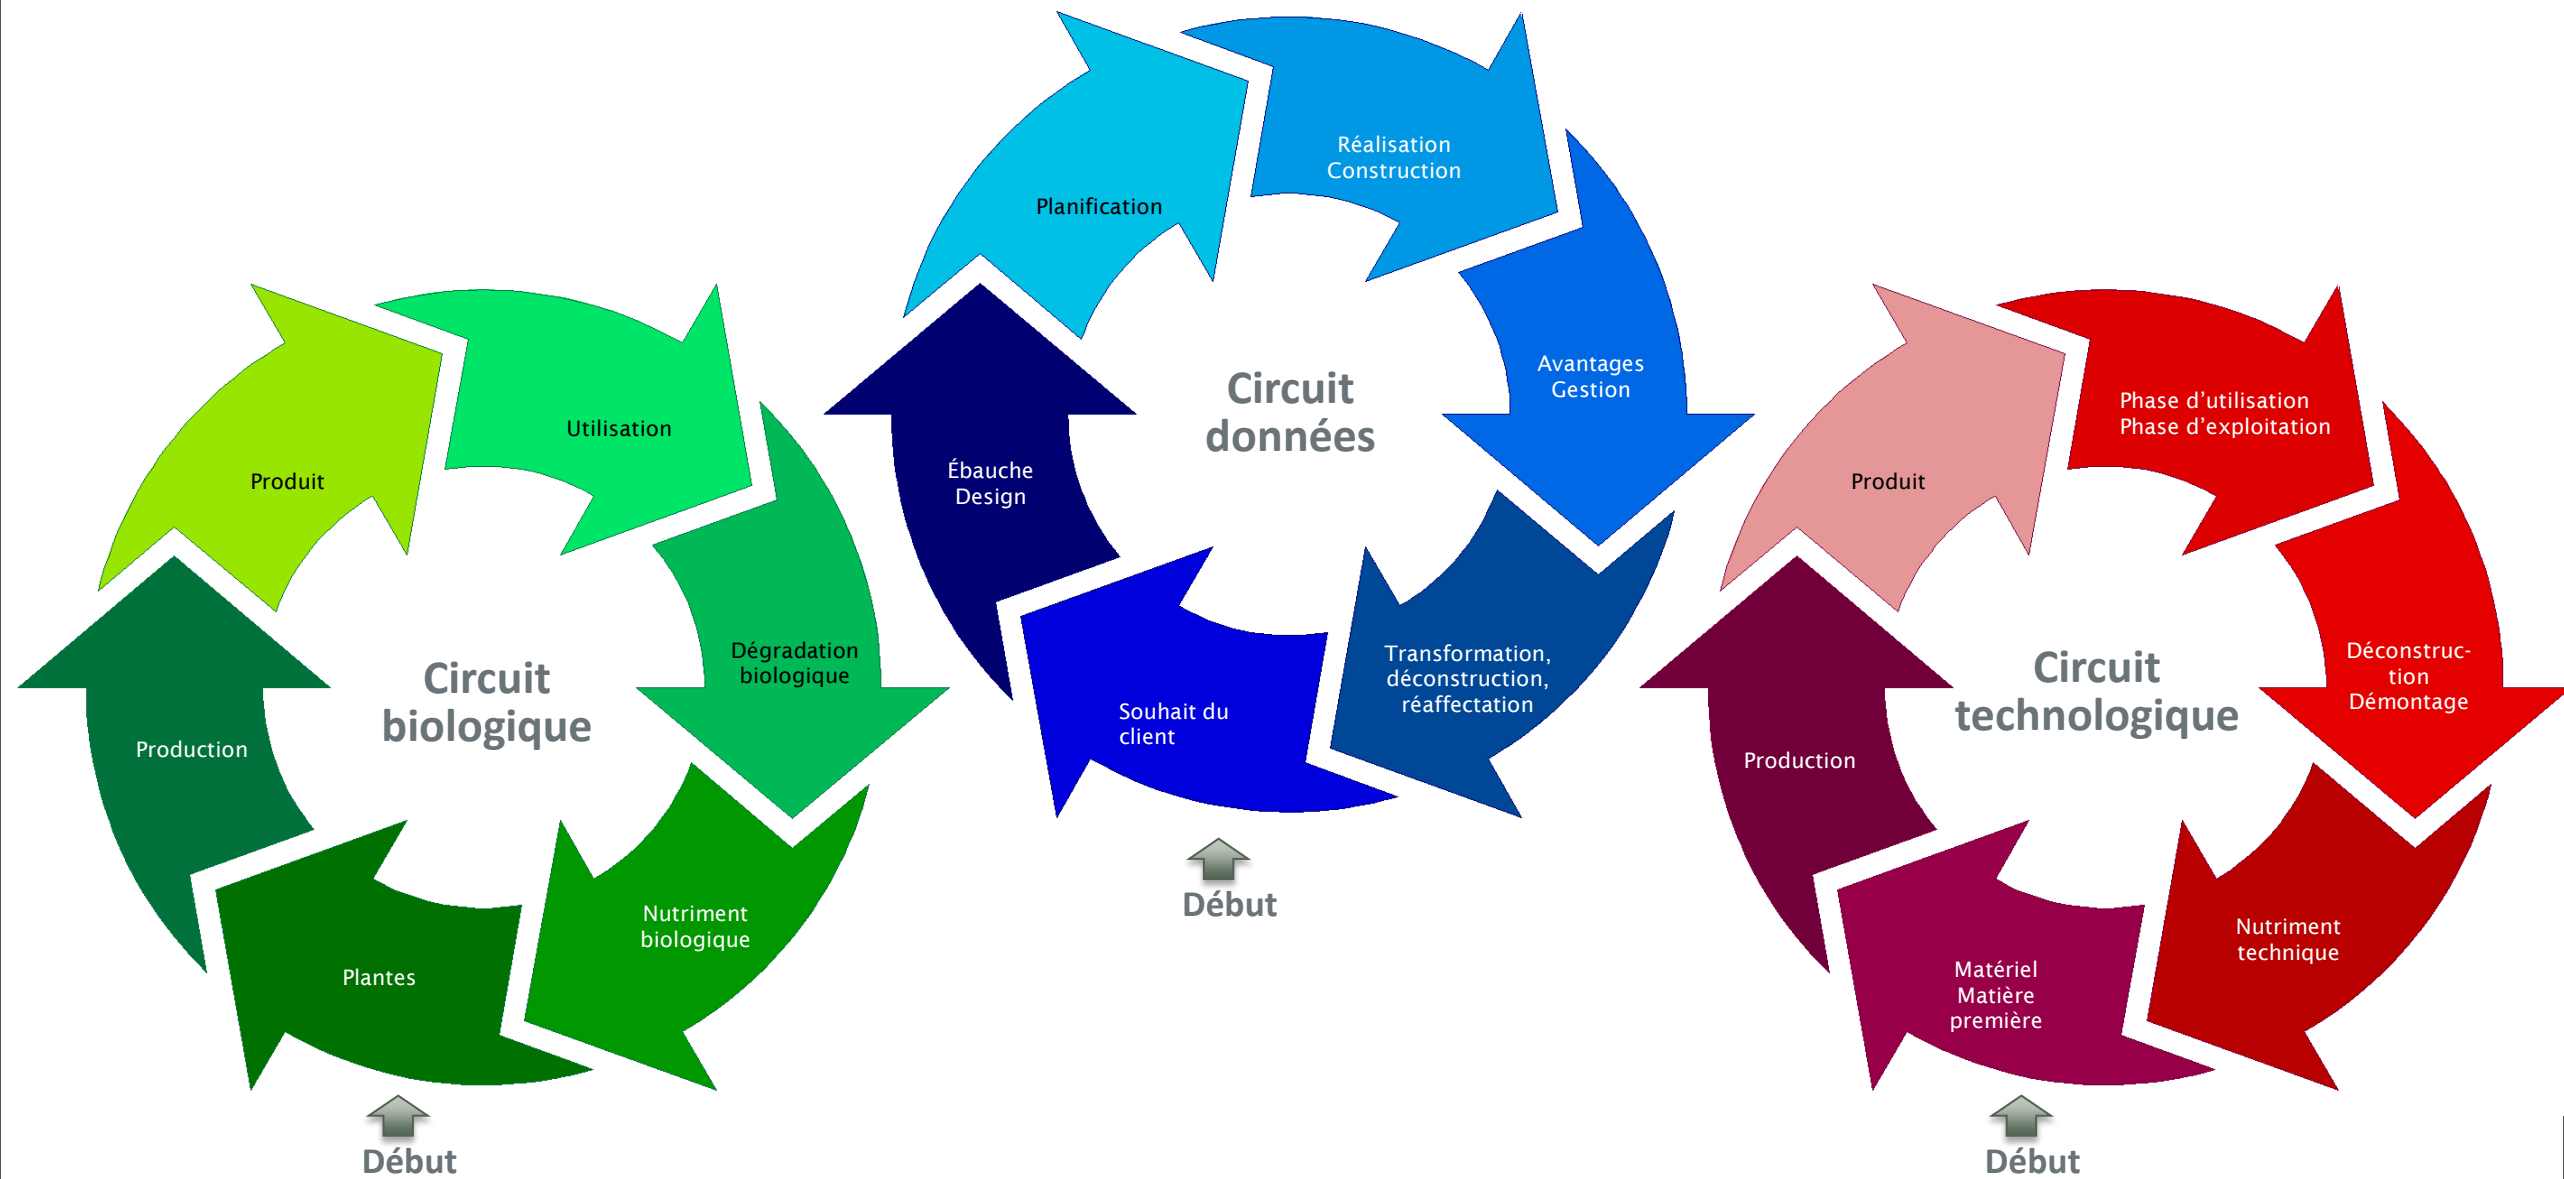 Circuit
biologique
Plantes
Production
Produit
Utilisation
Dégradation
biologique
Nutriment
biologique
Début
Circuit
données
Souhait du
client
Ébauche
Design
Planification
Réalisation
Construction
Avantages
Gestion
Transformation,
déconstruction,
réaffectation
Début
Circuit
technologique
Matériel
Matière
première
Production
Produit
Phase d’utilisation
Phase d’exploitation
Déconstruc-
tion
Démontage
Nutriment
technique
Début